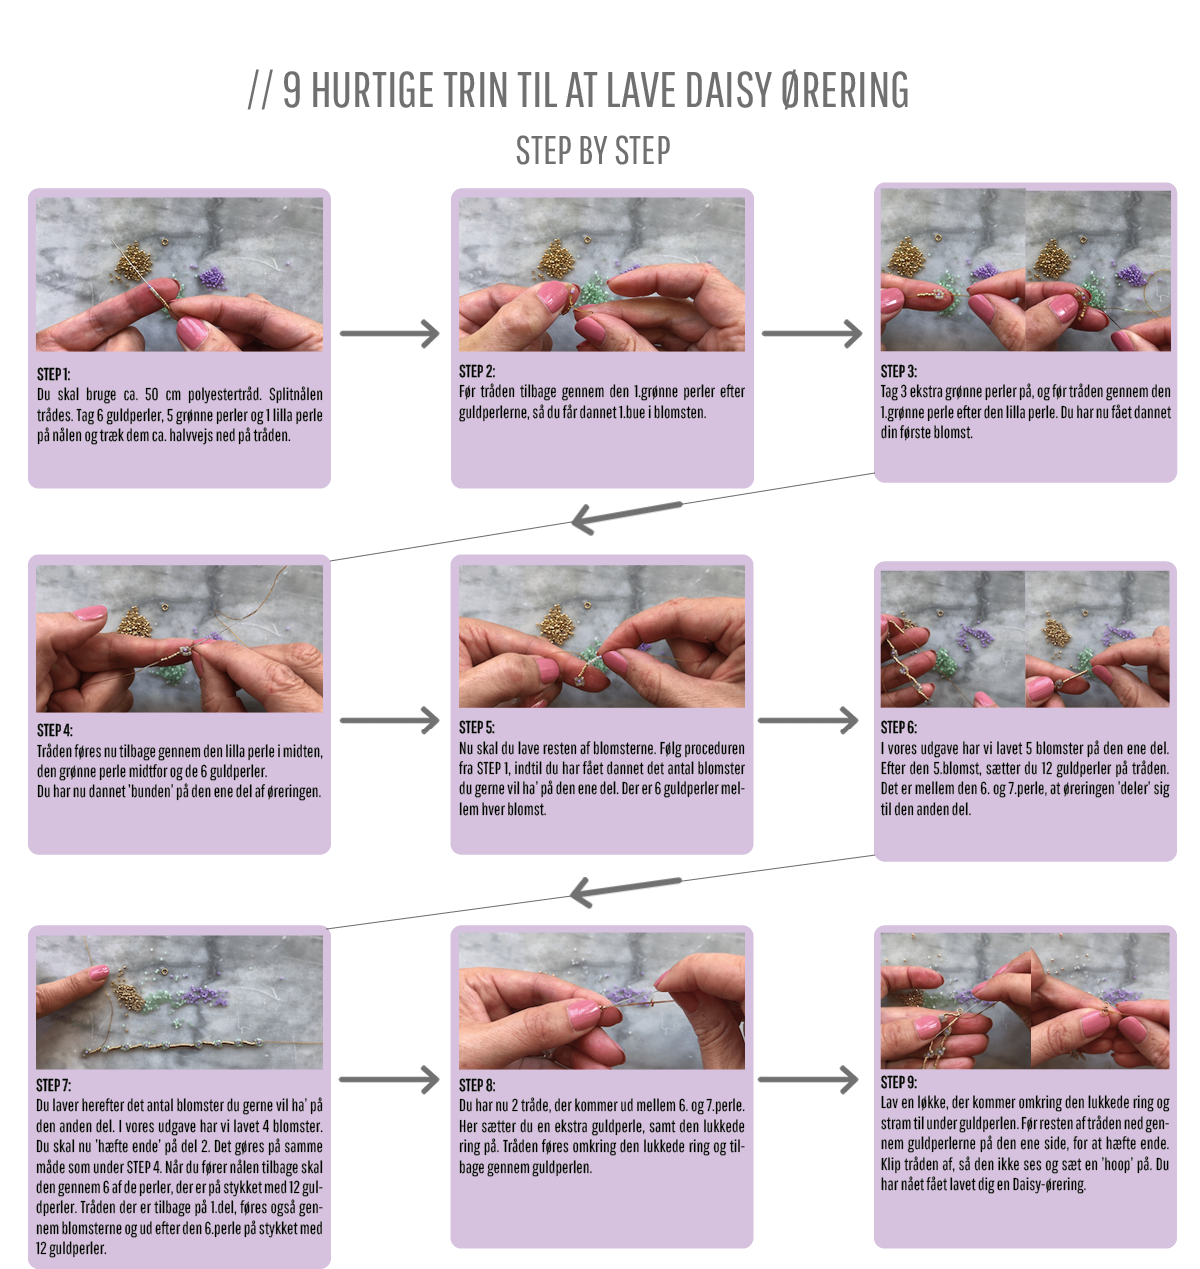 // 9 HURTIGE TRIN TIL AT LAVE DAISY ØRERING
STEP BY STEP
STEP 1:
Du skal bruge ca. 50 cm polyestertråd. Splitnålen
trådes. Tag 6 guldperler, 5 grønne perler og 1 lilla perle
på nålen og træk dem ca. halvvejs ned på tråden.
STEP 2:
Før tråden tilbage gennem den 1.grønne perler efter
guldperlerne, så du får dannet 1.bue i blomsten.
STEP 3:
Tag 3 ekstra grønne perler på, og før tråden gennem den
1.grønne perle efter den lilla perle. Du har nu fået dannet
din første blomst.
STEP 4:
Tråden føres nu tilbage gennem den lilla perle i midten,
den grønne perle midtfor og de 6 guldperler.
Du har nu dannet 'bunden' på den ene del af øreringen.
STEP 5:
Nu skal du lave resten af blomsterne. Følg proceduren
fra STEP 1, indtil du har fået dannet det antal blomster
du gerne vil ha' på den ene del. Der er 6 guldperler mel-
lem hver blomst.
STEP 6:
I vores udgave har vi lavet 5 blomster på den ene del.
Efter den 5.blomst, sætter du 12 guldperler på tråden.
Det er mellem den 6. og 7.perle, at øreringen 'deler' sig
til den anden del.
STEP 7:
Du laver herefter det antal blomster du gerne vil ha' på
den anden del. I vores udgave har vi lavet 4 blomster.
Du skal nu 'hæfte ende' på del 2. Det gøres på samme
måde som under STEP 4. Når du fører nålen tilbage skal
den gennem 6 af de perler, der er på stykket med 12 gul-
dperler. Tråden der er tilbage på 1.del, føres også gen-
nem blomsterne og ud efter den 6.perle på stykket med
12 guldperler.
STEP 8:
Du har nu 2 tråde, der kommer ud mellem 6. og 7.perle.
Her sætter du en ekstra guldperle, samt den lukkede
ring på. Tråden føres omkring den lukkede ring og til-
bage gennem guldperlen.
STEP 9:
Lav en løkke, der kommer omkring den lukkede ring og
stram til under guldperlen. Før resten af tråden ned gen-
nem guldperlerne på den ene side, for at hæfte ende.
Klip tråden af, så den ikke ses og sæt en 'hoop' på. Du
har nået fået lavet dig en Daisy-ørering.